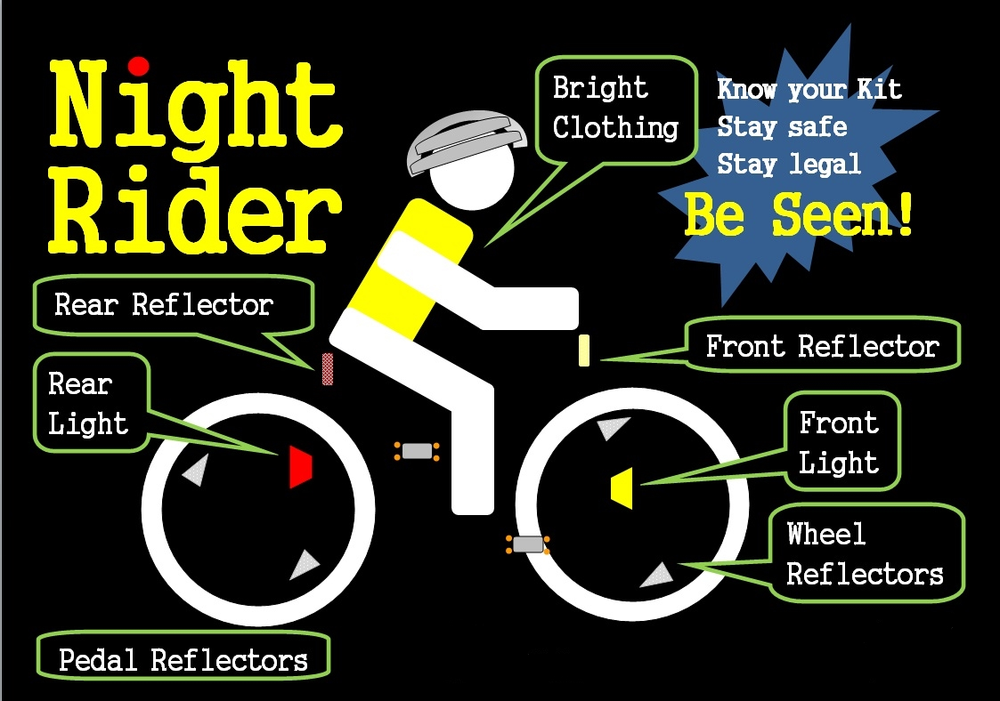 Night
Rider
Bright
Clothing
Know your Kit
Stay safe
Stay legal
Be Seen!
Rear Reflector
Rear
Light
Front Reflector
Front
Light
Wheel
Reflectors
Pedal Reflectors